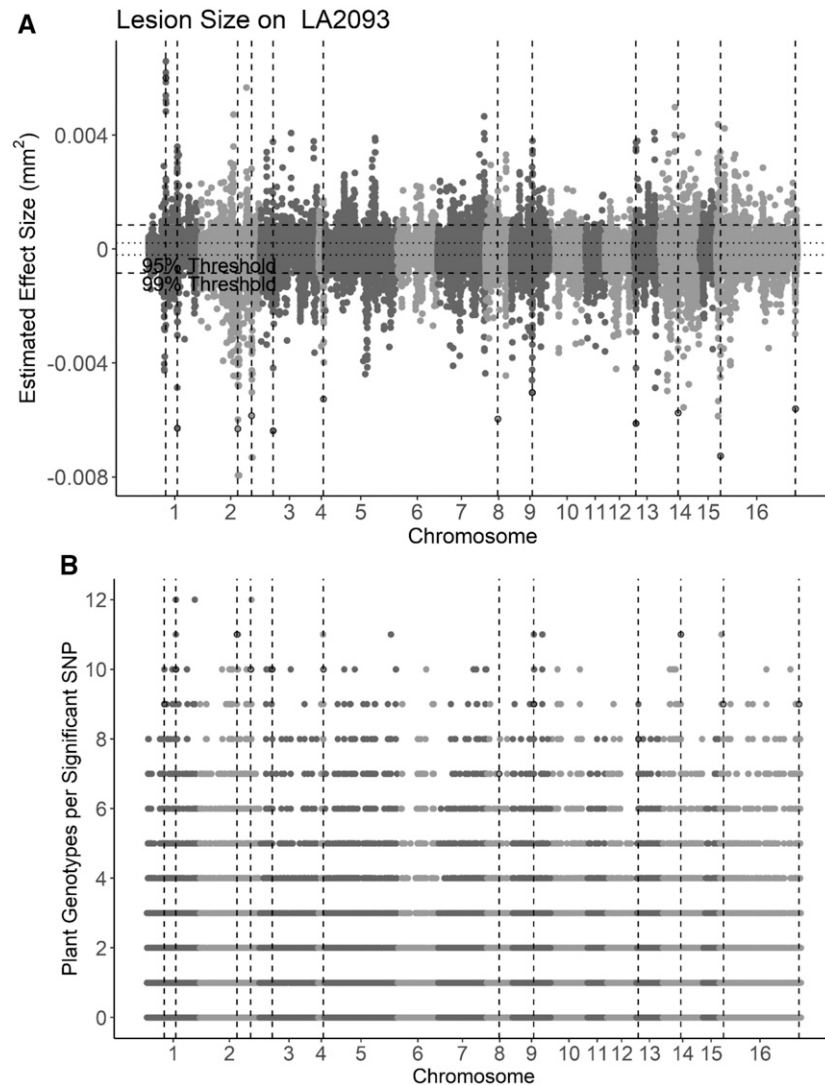 A
Lesion Size on LA2093
Estimated Effect Size (mm²)
0.004
0
-0.004
-0.008
95% Threshold
99% Threshold
1 2 3 4 5 6 7 8 9 10 11 12 13 14 15 16
Chromosome
B
Plant Genotypes per Significant SNP
12
10
8
6
4
2
0
1 2 3 4 5 6 7 8 9 10 11 12 13 14 15 16
Chromosome